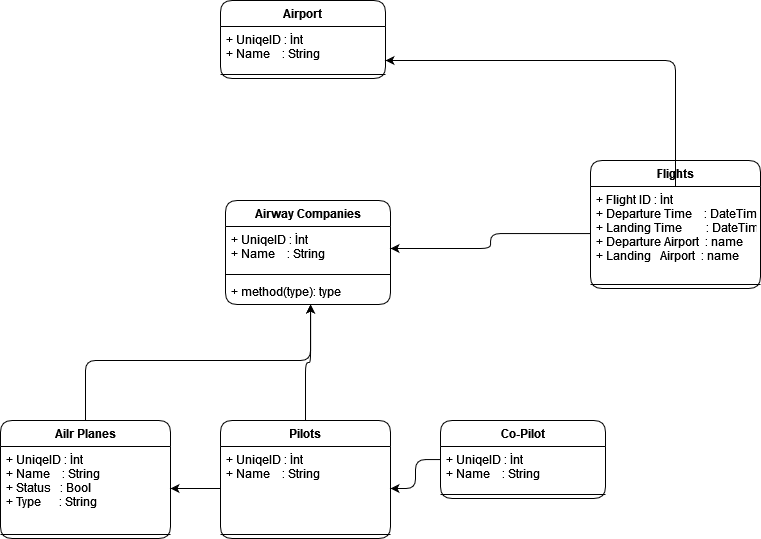 Airport
+ UniqeID : İnt
+ Name : String
Flights
+ Flight ID : İnt
+ Departure Time : DateTim
+ Landing Time : DateTim
+ Departure Airport : name
+ Landing Airport : name
Airway Companies
+ UniqeID : İnt
+ Name : String
+ method(type): type
Ailr Planes
+ UniqeID : İnt
+ Name : String
+ Status : Bool
+ Type : String
Pilots
+ UniqeID : İnt
+ Name : String
Co-Pilot
+ UniqeID : İnt
+ Name : String